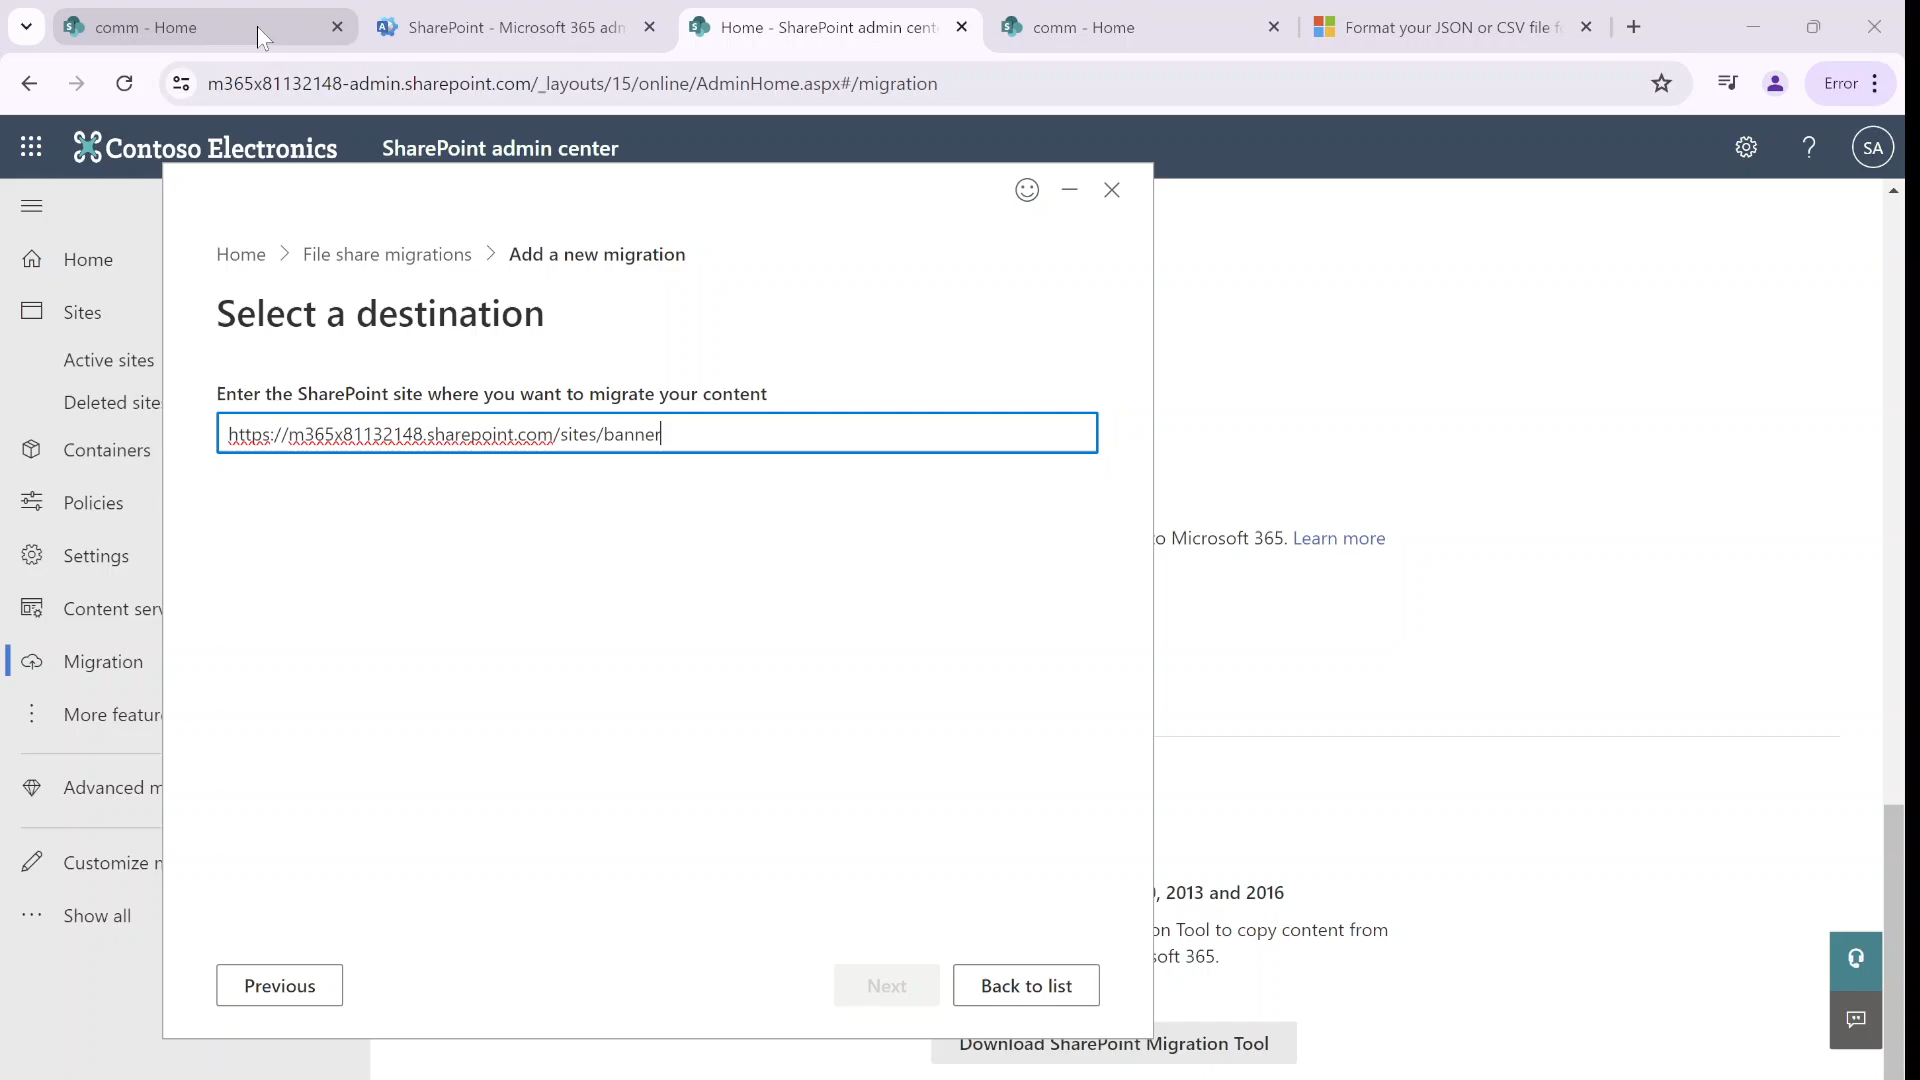 comm - Home
SharePoint - Microsoft 365 adm
Home - SharePoint admin cent
comm - Home
Format your JSON or CSV file f
m365x81132148-admin.sharepoint.com/_layouts/15/online/AdminHome.aspx#/migration
Error
Contoso Electronics
SharePoint admin center
SA
Home
Sites
Active sites
Deleted site
Containers
Policies
Settings
Content serv
Migration
More featur
Advanced m
Customize n
Show all
Home > File share migrations > Add a new migration
Select a destination
Enter the SharePoint site where you want to migrate your content
https://m365x81132148.sharepoint.com/sites/banner
Previous
Next
Back to list
to Microsoft 365. Learn more
, 2013 and 2016
on Tool to copy content from
soft 365.
Download SharePoint Migration Tool